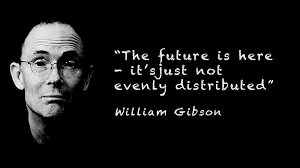 “The future is here
- it’sjust not
evenly distributed”
William Gibson